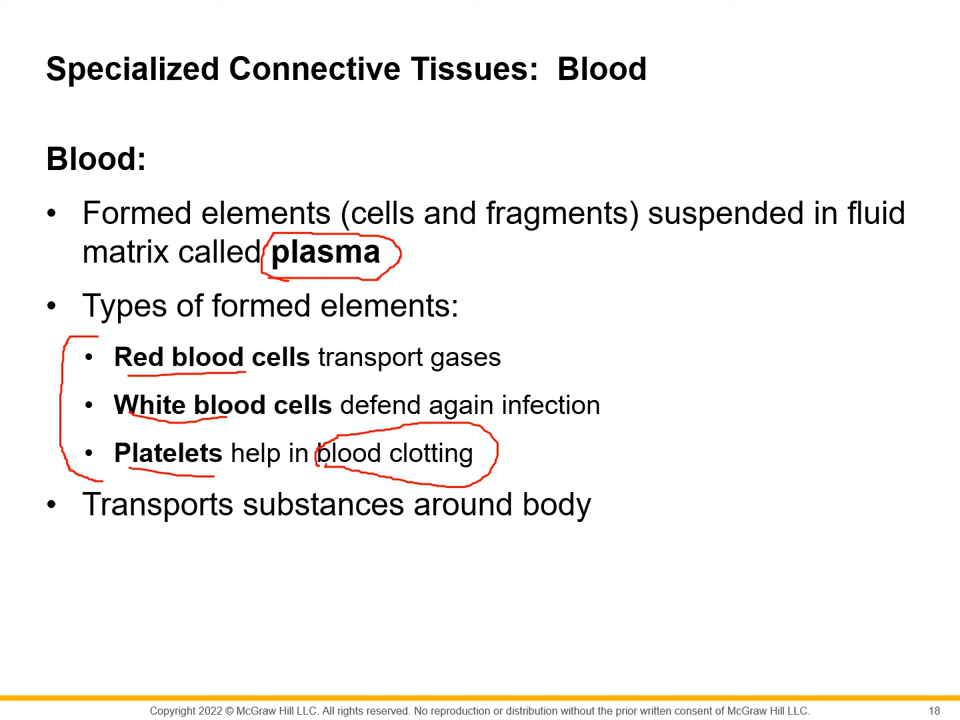 Specialized Connective Tissues:  Blood
Blood:
• Formed elements (cells and fragments) suspended in fluid
matrix called plasma
• Types of formed elements:
• Red blood cells transport gases
• White blood cells defend again infection
• Platelets help in blood clotting
• Transports substances around body
Copyright 2022 © McGraw Hill LLC. All rights reserved. No reproduction or distribution without the prior written consent of McGraw Hill LLC.
18